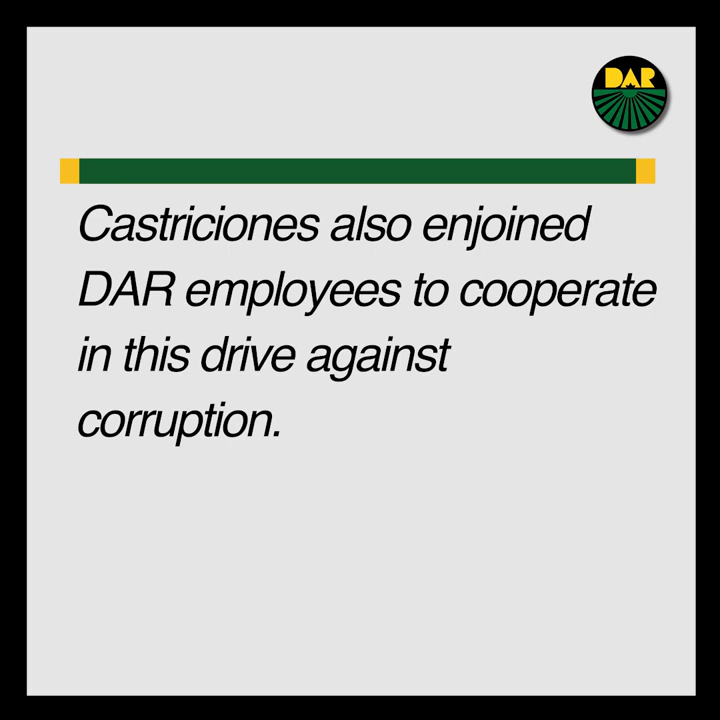 DAR
Castriciones also enjoined
DAR employees to cooperate
in this drive against
corruption.